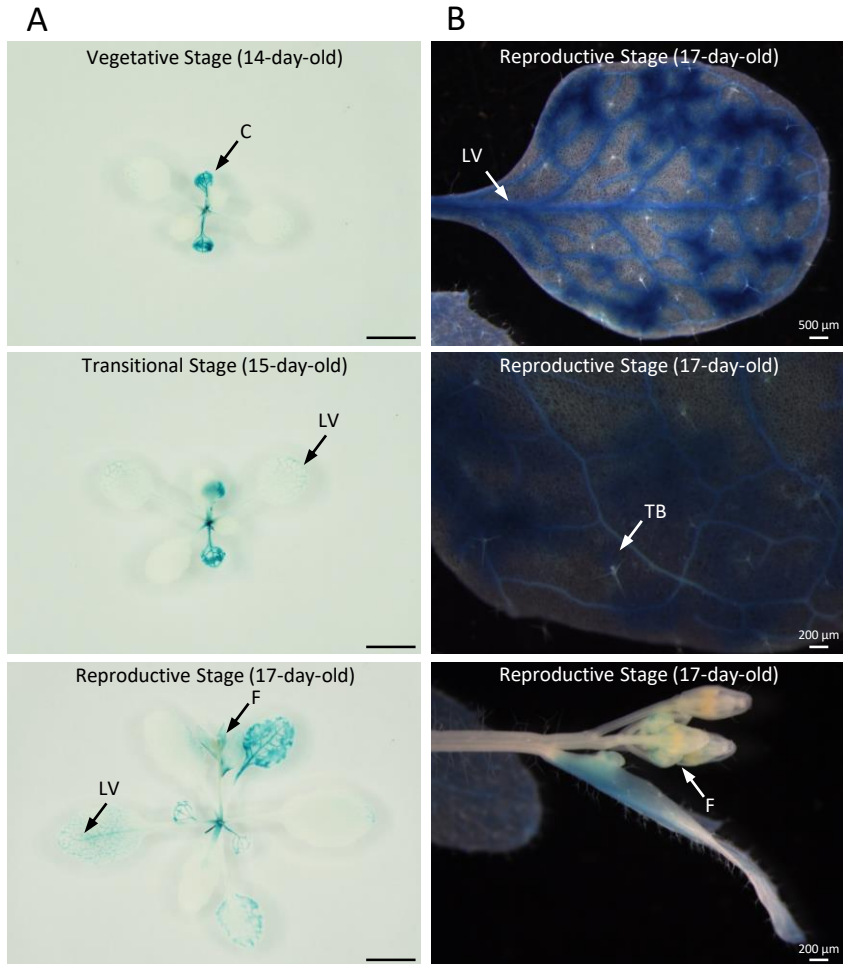 A
Vegetative Stage (14-day-old)
C
Transitional Stage (15-day-old)
LV
Reproductive Stage (17-day-old)
F
LV
B
Reproductive Stage (17-day-old)
LV
500 µm
Reproductive Stage (17-day-old)
TB
200 µm
Reproductive Stage (17-day-old)
F
200 µm